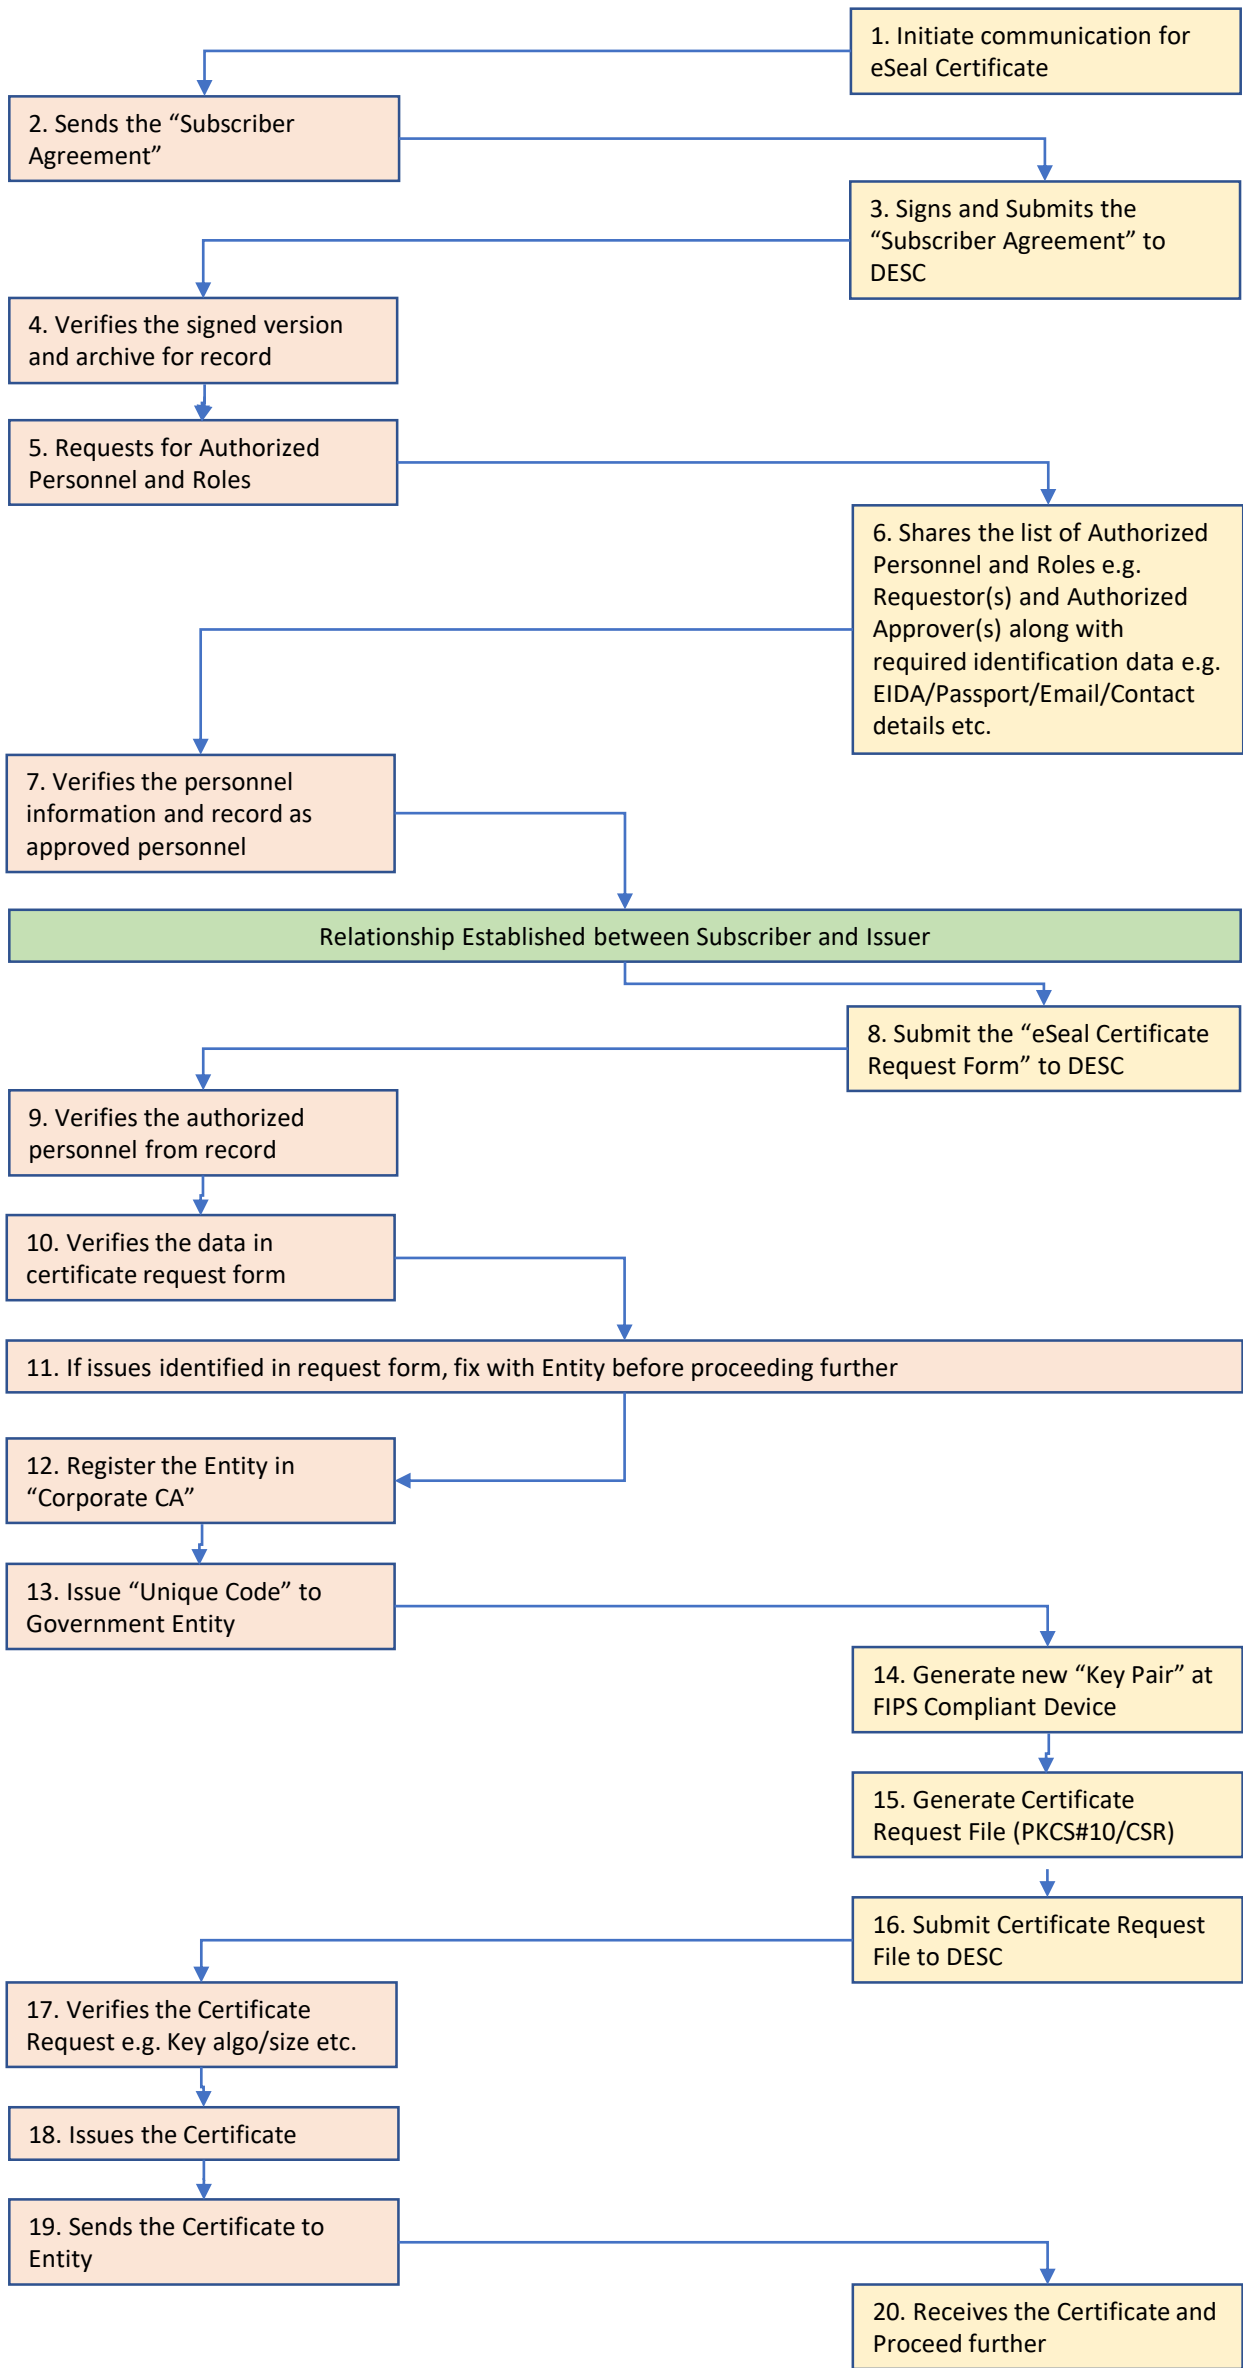 1. Initiate communication for
eSeal Certificate
2. Sends the “Subscriber
Agreement”
3. Signs and Submits the
“Subscriber Agreement” to
DESC
4. Verifies the signed version
and archive for record
5. Requests for Authorized
Personnel and Roles
6. Shares the list of Authorized
Personnel and Roles e.g.
Requestor(s) and Authorized
Approver(s) along with
required identification data e.g.
EIDA/Passport/Email/Contact
details etc.
7. Verifies the personnel
information and record as
approved personnel
Relationship Established between Subscriber and Issuer
8. Submit the “eSeal Certificate
Request Form” to DESC
9. Verifies the authorized
personnel from record
10. Verifies the data in
certificate request form
11. If issues identified in request form, fix with Entity before proceeding further
12. Register the Entity in
“Corporate CA”
13. Issue “Unique Code” to
Government Entity
14. Generate new “Key Pair” at
FIPS Compliant Device
15. Generate Certificate
Request File (PKCS#10/CSR)
16. Submit Certificate Request
File to DESC
17. Verifies the Certificate
Request e.g. Key algo/size etc.
18. Issues the Certificate
19. Sends the Certificate to
Entity
20. Receives the Certificate and
Proceed further